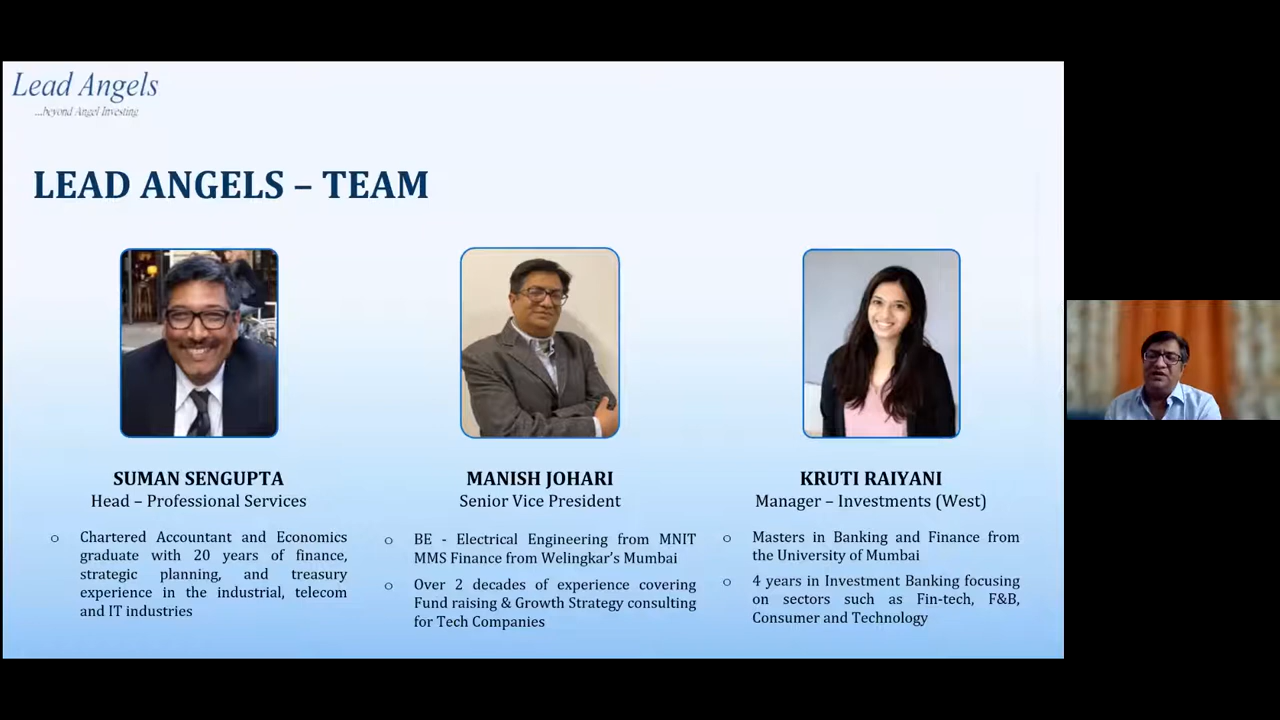 Lead Angels
...beyond Angel Investing
LEAD ANGELS – TEAM
SUMAN SENGUPTA
Head – Professional Services
o Chartered Accountant and Economics
graduate with 20 years of finance,
strategic planning, and treasury
experience in the industrial, telecom
and IT industries
MANISH JOHARI
Senior Vice President
o BE - Electrical Engineering from MNIT
MMS Finance from Welingkar's Mumbai
o Over 2 decades of experience covering
Fund raising & Growth Strategy consulting
for Tech Companies
KRUTI RAIYANI
Manager – Investments (West)
o Masters in Banking and Finance from
the University of Mumbai
o 4 years in Investment Banking focusing
on sectors such as Fin-tech, F&B,
Consumer and Technology